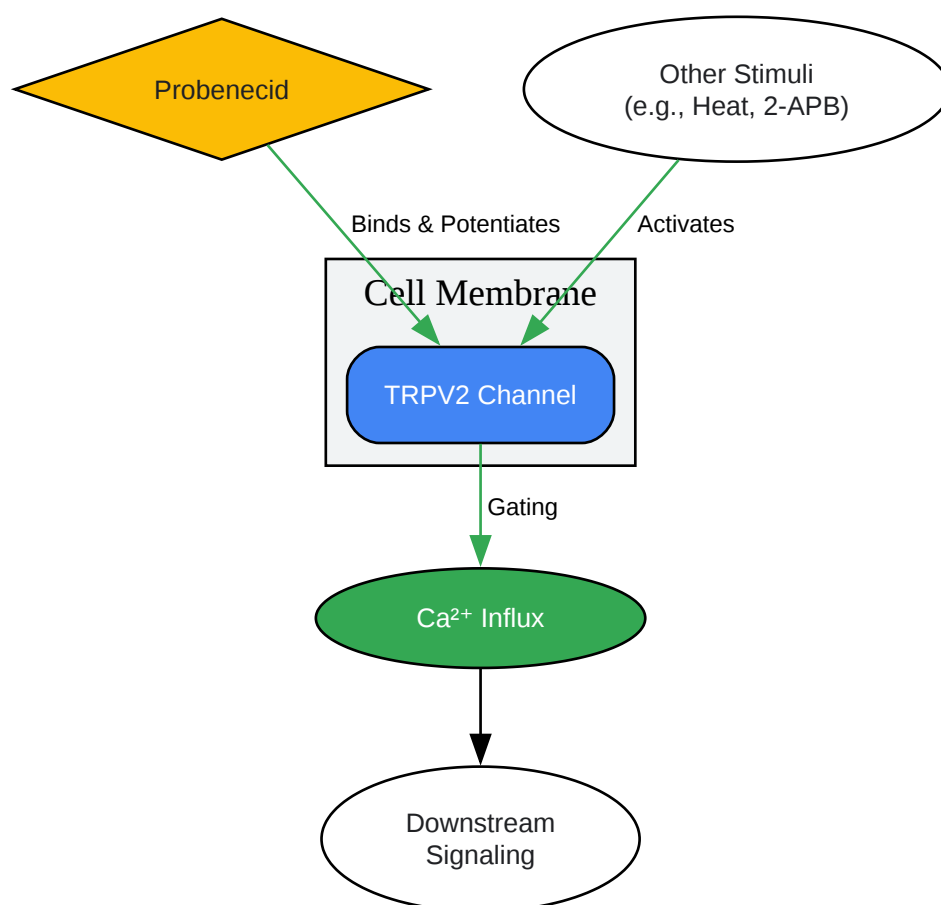 Probenecid
Other Stimuli
(e.g., Heat, 2-APB)
Binds & Potentiates
Activates
Cell Membrane
TRPV2 Channel
Gating
Ca²⁺ Influx
Downstream
Signaling